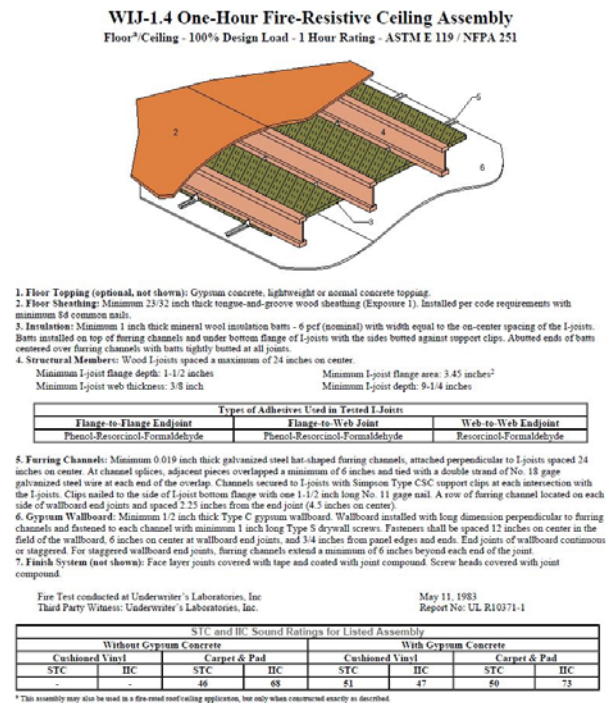 WIJ-1.4 One-Hour Fire-Resistive Ceiling Assembly
Floorª/Ceiling - 100% Design Load - 1 Hour Rating - ASTM E 119 / NFPA 251
5
2
4
6
3
1. Floor Topping (optional, not shown): Gypsum concrete, lightweight or normal concrete topping.
2. Floor Sheathing: Minimum 23/32 inch thick tongue-and-groove wood sheathing (Exposure 1). Installed per code requirements with
minimum 8d common nails.
3. Insulation: Minimum 1 inch thick mineral wool insulation batts - 6 pcf (nominal) with width equal to the on-center spacing of the I-joists.
Batts installed on top of furring channels and under bottom flange of I-joists with the sides butted against support clips. Abutted ends of batts
centered over furring channels with batts tightly butted at all joints.
4. Structural Members: Wood I-joists spaced a maximum of 24 inches on center.
Minimum I-joist flange depth: 1-1/2 inches Minimum I-joist flange area: 3.45 inches²
Minimum I-joist web thickness: 3/8 inch Minimum I-joist depth: 9-1/4 inches
Types of Adhesives Used in Tested I-Joists
Flange-to-Flange Endjoint Flange-to-Web Joint Web-to-Web Endjoint
Phenol-Resorcinol-Formaldehyde Phenol-Resorcinol-Formaldehyde Resorcinol-Formaldehyde
5. Furring Channels: Minimum 0.019 inch thick galvanized steel hat-shaped furring channels, attached perpendicular to I-joists spaced 24
inches on center. At channel splices, adjacent pieces overlapped a minimum of 6 inches and tied with a double strand of No. 18 gage
galvanized steel wire at each end of the overlap. Channels secured to I-joists with Simpson Type CSC support clips at each intersection with
the I-joists. Clips nailed to the side of I-joist bottom flange with one 1-1/2 inch long No. 11 gage nail. A row of furring channel located on each
side of wallboard end joints and spaced 2.25 inches from the end joint (4.5 inches on center).
6. Gypsum Wallboard: Minimum 1/2 inch thick Type C gypsum wallboard. Wallboard installed with long dimension perpendicular to furring
channels and fastened to each channel with minimum 1 inch long Type S drywall screws. Fasteners shall be spaced 12 inches on center in the
field of the wallboard, 6 inches on center at wallboard end joints, and 3/4 inches from panel edges and ends. End joints of wallboard continuous
or staggered. For staggered wallboard end joints, furring channels extend a minimum of 6 inches beyond each end of the joint.
7. Finish System (not shown): Face layer joints covered with tape and coated with joint compound. Screw heads covered with joint
compound.
Fire Test conducted at Underwriter's Laboratories, Inc May 11, 1983
Third Party Witness: Underwriter's Laboratories, Inc. Report No: UL R10371-1
STC and IIC Sound Ratings for Listed Assembly
Without Gypsum Concrete With Gypsum Concrete
Cushioned Vinyl Carpet & Pad Cushioned Vinyl Carpet & Pad
STC IIC STC IIC STC IIC STC IIC
- - 46 68 51 47 50 73
ª This assembly may also be used in a fire-rated roof/ceiling application, but only when constructed exactly as described.